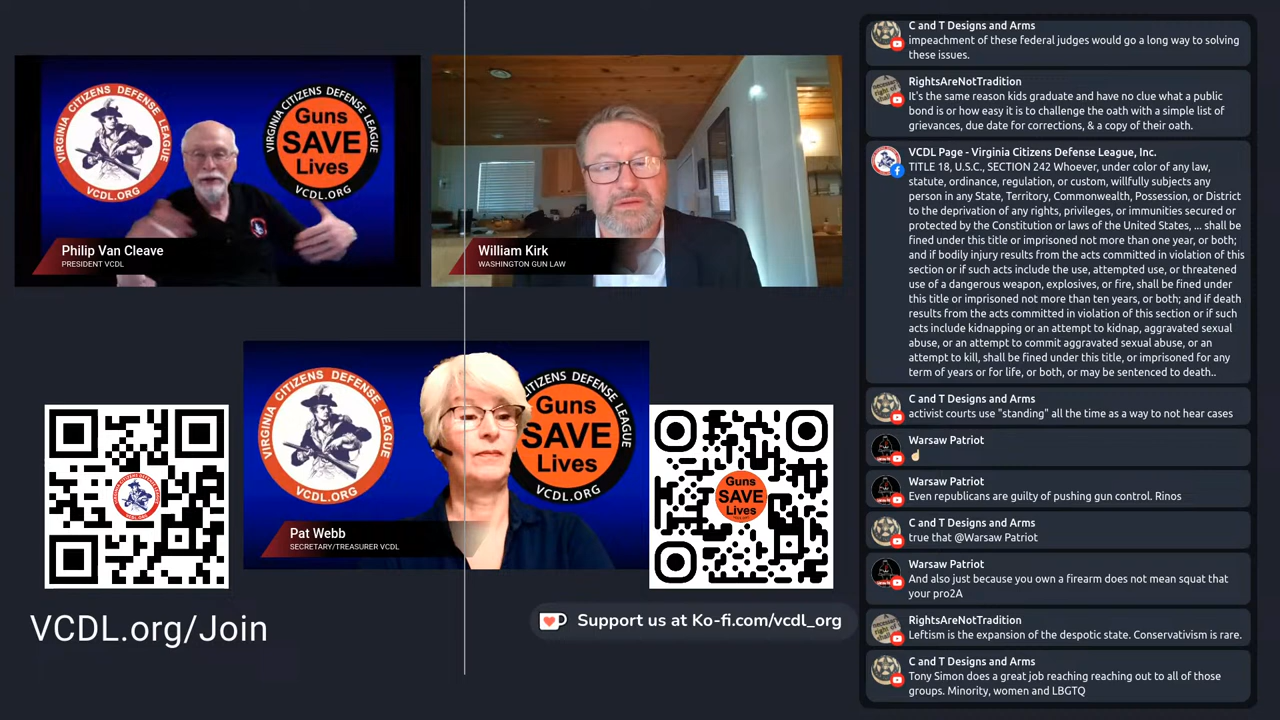 VIRGINIA CITIZENS DEFENSE LEAGUE
VCDL.ORG
VIRGINIA CITIZENS DEFENSE LEAGUE
Guns
SAVE
Lives
VCDL.ORG
Philip Van Cleave
PRESIDENT VCDL
William Kirk
WASHINGTON GUN LAW
VIRGINIA CITIZENS DEFENSE LEAGUE
VCDL.ORG
CITIZENS DEFENSE LEAGUE
Guns
SAVE
Lives
VCDL.ORG
Pat Webb
SECRETARY/TREASURER VCDL
Guns
SAVE
Lives
VCDL.org/Join
Support us at Ko-fi.com/vcdl_org
C and T Designs and Arms
impeachment of these federal judges would go a long way to solving
these issues.
RightsAreNotTradition
It's the same reason kids graduate and have no clue what a public
bond is or how easy it is to challenge the oath with a simple list of
grievances, due date for corrections, & a copy of their oath.
VCDL Page - Virginia Citizens Defense League, Inc.
TITLE 18, U.S.C., SECTION 242 Whoever, under color of any law,
statute, ordinance, regulation, or custom, willfully subjects any
person in any State, Territory, Commonwealth, Possession, or District
to the deprivation of any rights, privileges, or immunities secured or
protected by the Constitution or laws of the United States, ... shall be
fined under this title or imprisoned not more than one year, or both;
and if bodily injury results from the acts committed in violation of this
section or if such acts include the use, attempted use, or threatened
use of a dangerous weapon, explosives, or fire, shall be fined under
this title or imprisoned not more than ten years, or both; and if death
results from the acts committed in violation of this section or if such
acts include kidnapping or an attempt to kidnap, aggravated sexual
abuse, or an attempt to commit aggravated sexual abuse, or an
attempt to kill, shall be fined under this title, or imprisoned for any
term of years or for life, or both, or may be sentenced to death..
C and T Designs and Arms
activist courts use "standing" all the time as a way to not hear cases
Warsaw Patriot
☝
Warsaw Patriot
Even republicans are guilty of pushing gun control. Rinos
C and T Designs and Arms
true that @Warsaw Patriot
Warsaw Patriot
And also just because you own a firearm does not mean squat that
your pro2A
RightsAreNotTradition
Leftism is the expansion of the despotic state. Conservativism is rare.
C and T Designs and Arms
Tony Simon does a great job reaching reaching out to all of those
groups. Minority, women and LBGTQ